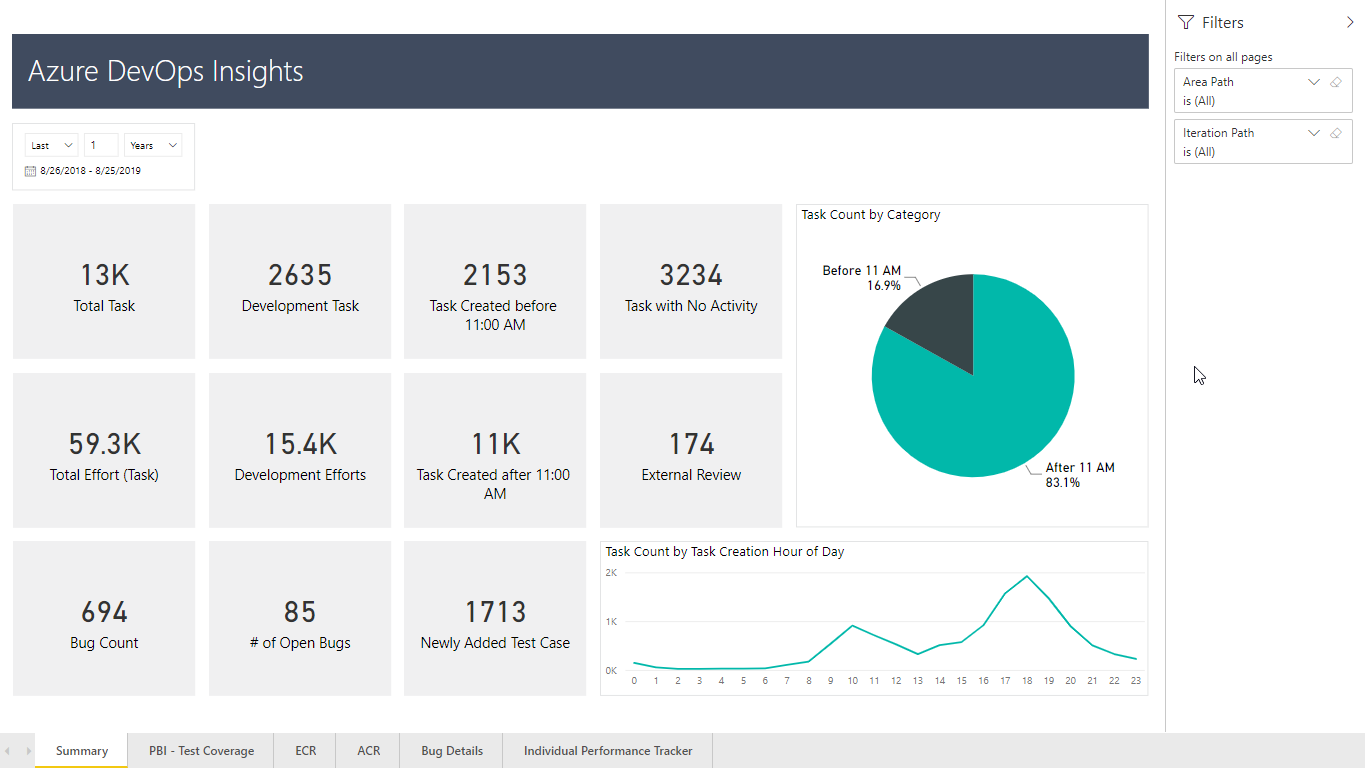 Azure DevOps Insights
Last 1 Years
8/26/2018 - 8/25/2019
13K
Total Task
2635
Development Task
2153
Task Created before
11:00 AM
3234
Task with No Activity
59.3K
Total Effort (Task)
15.4K
Development Efforts
11K
Task Created after 11:00
AM
174
External Review
694
Bug Count
85
# of Open Bugs
1713
Newly Added Test Case
Task Count by Category
Before 11 AM
16.9%
After 11 AM
83.1%
Task Count by Task Creation Hour of Day
2K
1K
0K
0 1 2 3 4 5 6 7 8 9 10 11 12 13 14 15 16 17 18 19 20 21 22 23
Filters
Filters on all pages
Area Path
is (All)
Iteration Path
is (All)
Summary PBI - Test Coverage ECR ACR Bug Details Individual Performance Tracker